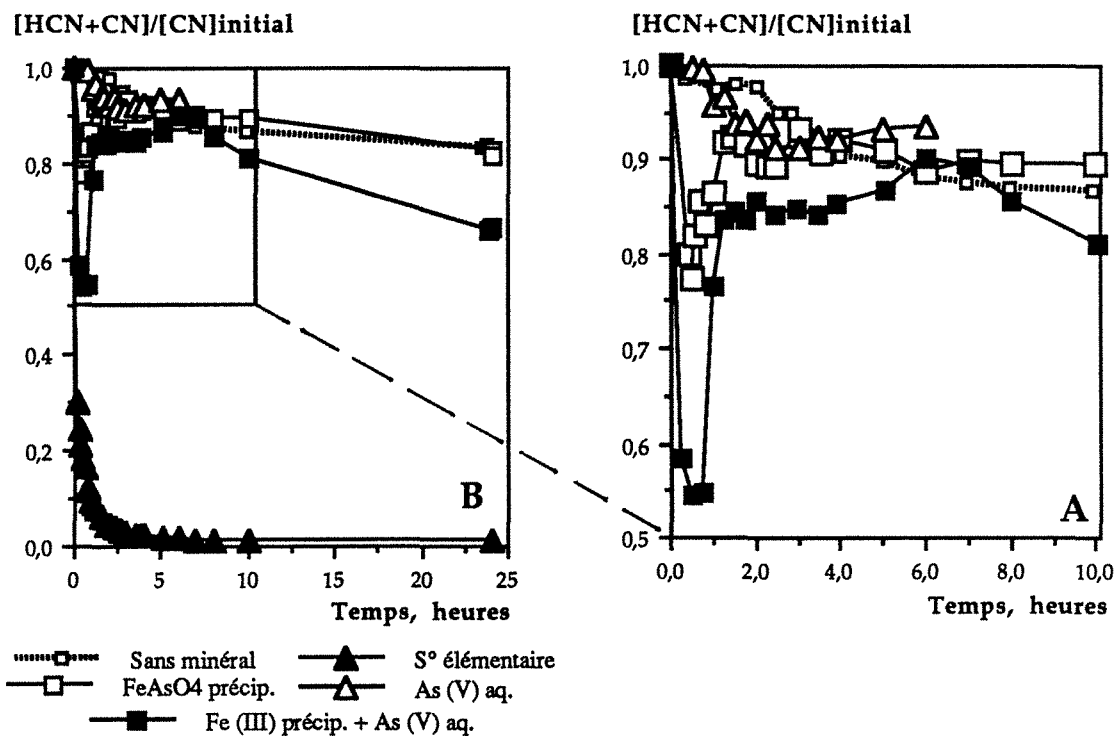 [HCN+CN]/[CN]initial
[HCN+CN]/[CN]initial
1,0
0,8
0,6
0,4
0,2
0,0
0
5
10
15
20
25
B
Temps, heures
1,0
0,9
0,8
0,7
0,6
0,5
0,0
2,0
4,0
6,0
8,0
10,0
A
Temps, heures
Sans minéral
S° élémentaire
FeAsO4 précip.
As (V) aq.
Fe (III) précip. + As (V) aq.